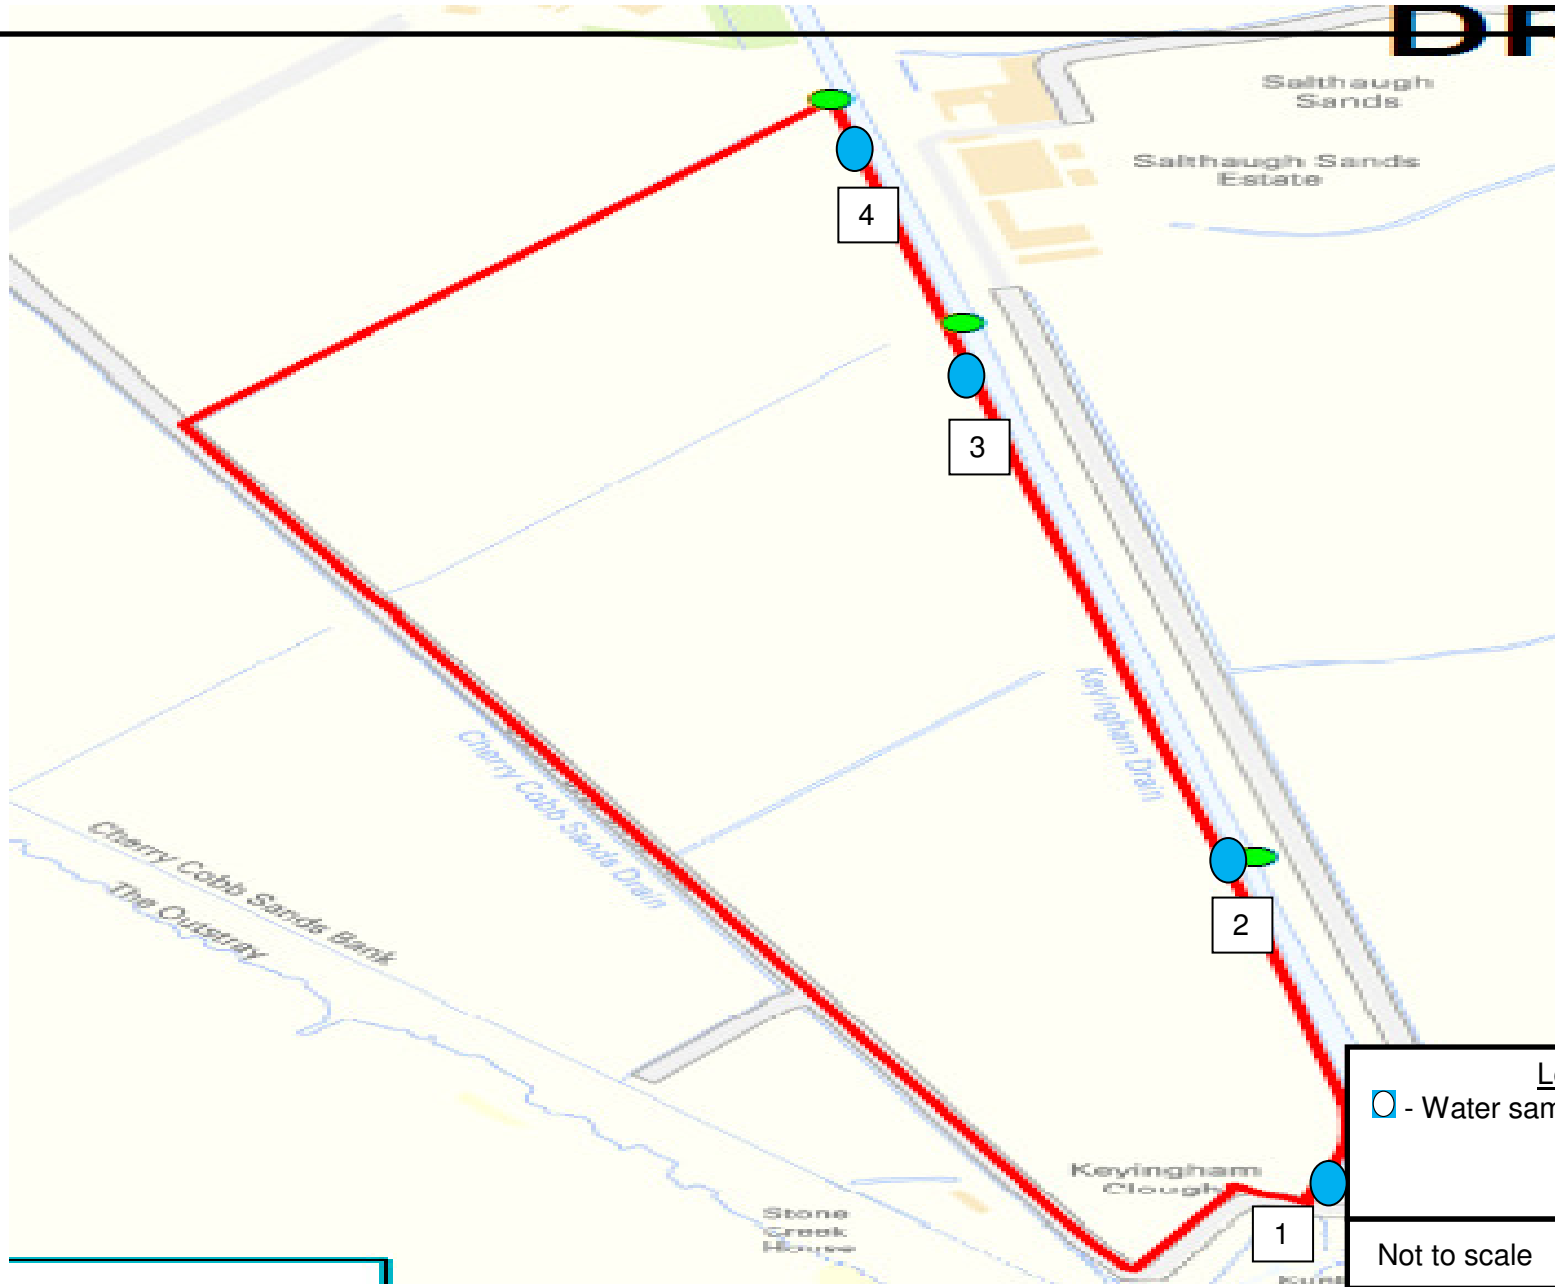 DR
Salthaugh
Sands
Salthaugh Sands
Estate
4
3
Keyingham Drain
Cherry Cobb Sands Drain
Cherry Cobb Sands Bank
The Outstray
2
Keyingham
Clough
Stone
Creek
House
1
- Water sam
Not to scale